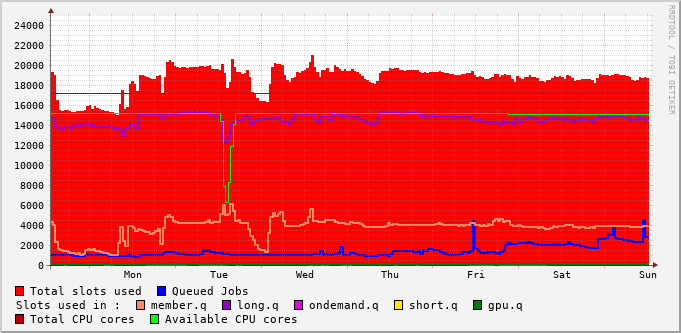 24000
22000
20000
18000
16000
14000
12000
10000
8000
6000
4000
2000
0
Mon Tue Wed Thu Fri Sat Sun
RRDTOOL / TOBI OETIKER
Total slots used Queued Jobs
Slots used in : member.q long.q ondemand.q short.q gpu.q
Total CPU cores Available CPU cores